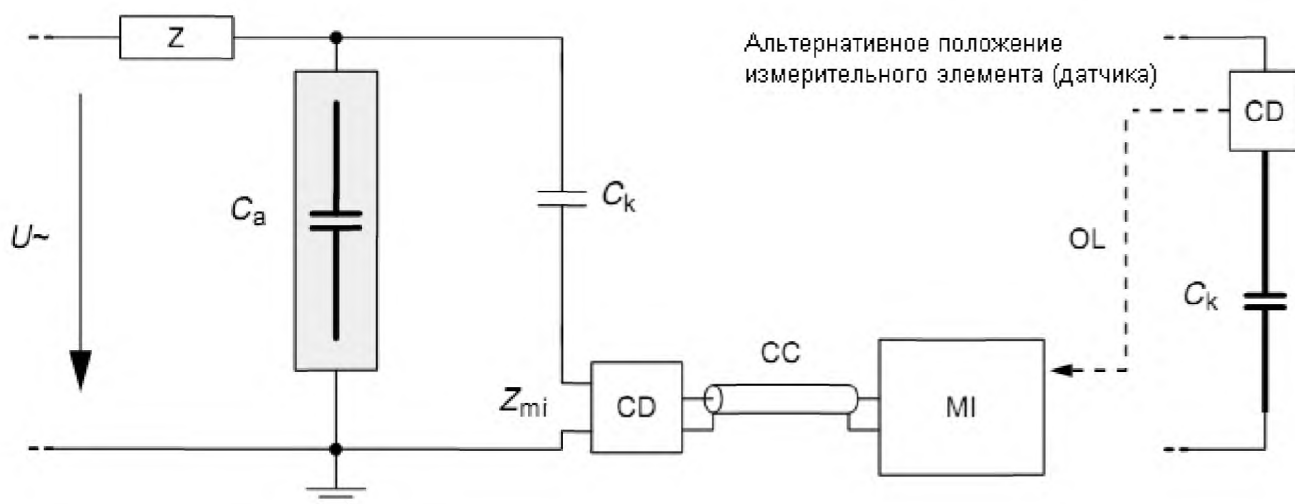 Z
Альтернативное положение
измерительного элемента (датчика)
CD
Ck
Ca
U~
OL
Ck
CC
Zmi
CD
MI